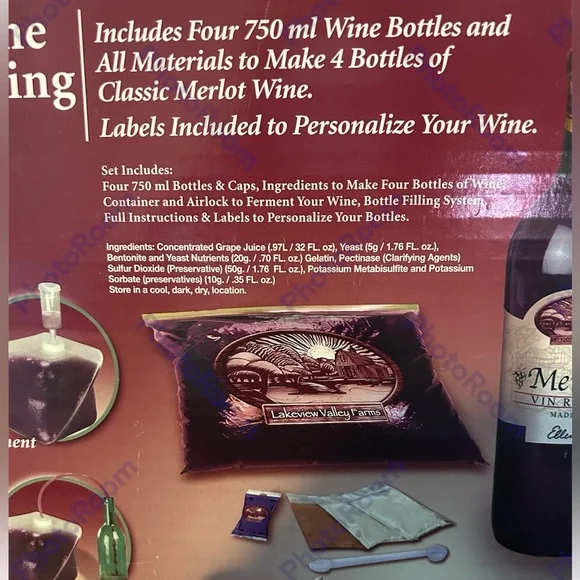 ne
ing
Includes Four 750 ml Wine Bottles and
All Materials to Make 4 Bottles of
Classic Merlot Wine.
Labels Included to Personalize Your Wine.
Set Includes:
Four 750 ml Bottles & Caps, Ingredients to Make Four Bottles of Wine,
Container and Airlock to Ferment Your Wine, Bottle Filling System,
Full Instructions & Labels to Personalize Your Bottles.
Ingredients: Concentrated Grape Juice (.97L / 32 FL. oz), Yeast (5g / 1.76 FL. oz.),
Bentonite and Yeast Nutrients (20g. / .70 FL. oz.) Gelatin, Pectinase (Clarifying Agents)
Sulfur Dioxide (Preservative) (50g. / 1.76 FL. oz.), Potassium Metabisulfite and Potassium
Sorbate (preservatives) (10g. / .35 FL. oz.)
Store in a cool, dark, dry, location.
Lakeview Valley Farms
Me
VIN R
MAD
Elle
ment
PhotoRoom